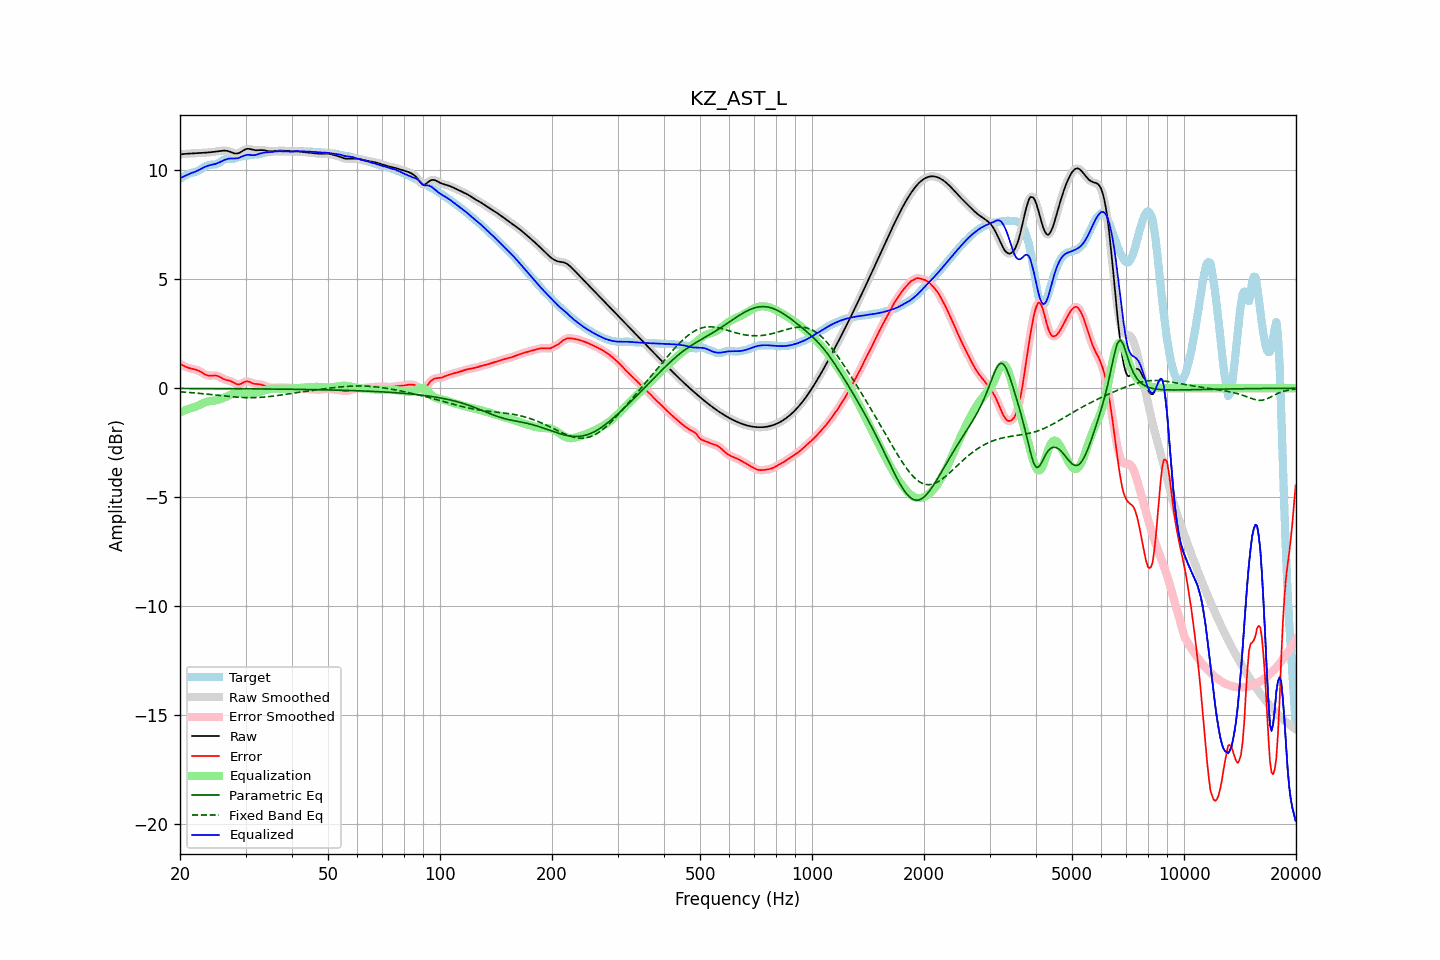 KZ_AST_L
Amplitude (dBr)
10
5
0
−5
−10
−15
−20
Target
Raw Smoothed
Error Smoothed
Raw
Error
Equalization
Parametric Eq
Fixed Band Eq
Equalized
20 50 100 200 500 1000 2000 5000 10000 20000
Frequency (Hz)